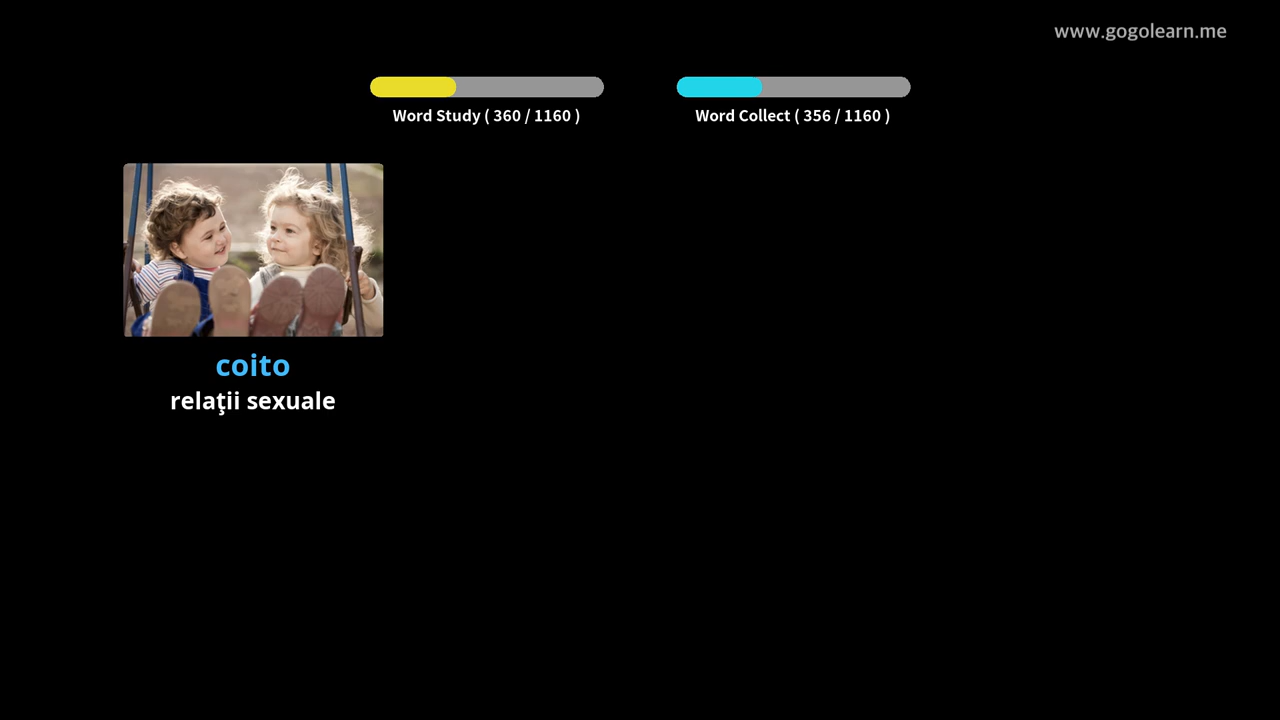 www.gogolearn.me
Word Study ( 360 / 1160 )
Word Collect ( 356 / 1160 )
coito
relaţii sexuale